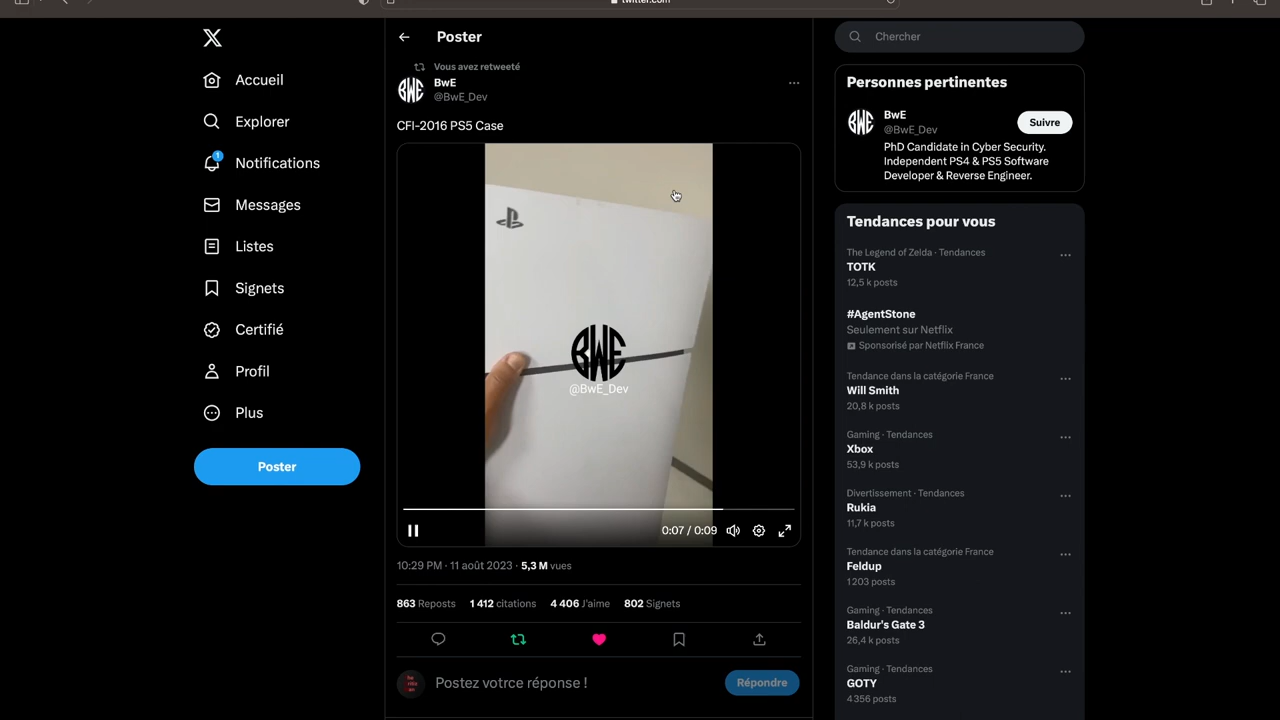 twitter.com
Accueil
Explorer
1
Notifications
Messages
Listes
Signets
Certifié
Profil
Plus
Poster
Poster
Vous avez retweeté
BWE
BwE
@BwE_Dev
CFI-2016 PS5 Case
BWE
@BwE_Dev
0:07 / 0:09
10:29 PM · 11 août 2023 · 5,3 M vues
863 Reposts 1 412 citations 4 406 J'aime 802 Signets
Postez votrce réponse !
Répondre
Chercher
Personnes pertinentes
BWE
BwE
@BwE_Dev
Suivre
PhD Candidate in Cyber Security.
Independent PS4 & PS5 Software
Developer & Reverse Engineer.
Tendances pour vous
The Legend of Zelda · Tendances
TOTK
12,5 k posts
#AgentStone
Seulement sur Netflix
Sponsorisé par Netflix France
Tendance dans la catégorie France
Will Smith
20,8 k posts
Gaming · Tendances
Xbox
53,9 k posts
Divertissement · Tendances
Rukia
11,7 k posts
Tendance dans la catégorie France
Feldup
1 203 posts
Gaming · Tendances
Baldur's Gate 3
26,4 k posts
Gaming · Tendances
GOTY
4 356 posts